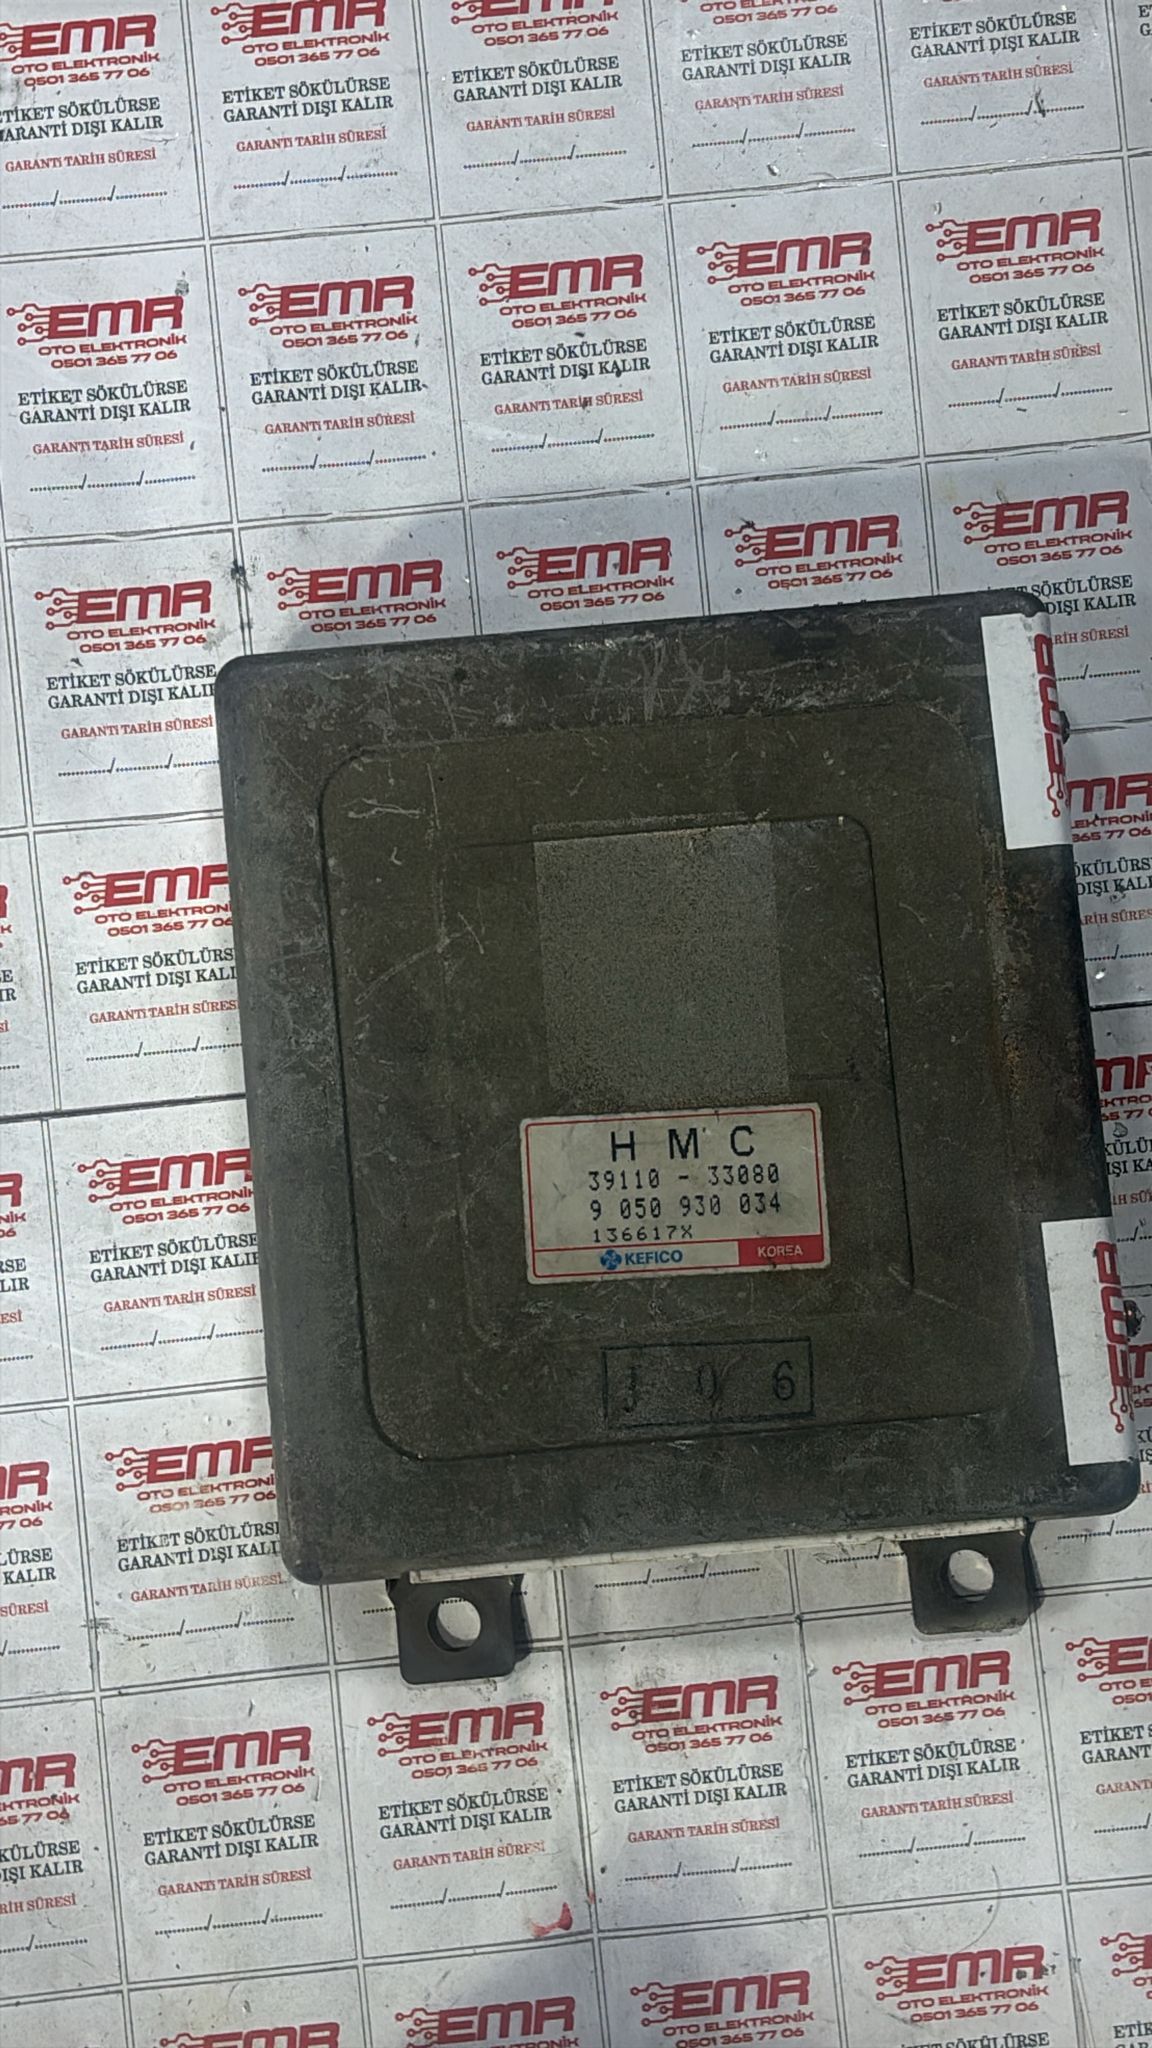 EMR
OTO ELEKTRONİK
0501 365 77 06
ETİKET SÖKÜLÜRSE
GARANTİ DIŞI KALIR
GARANTI TARİH SÜRESİ
....../....../......
H M C
39110 - 33080
9 050 930 034
136617X
KEFICO
KOREA
J 0 6